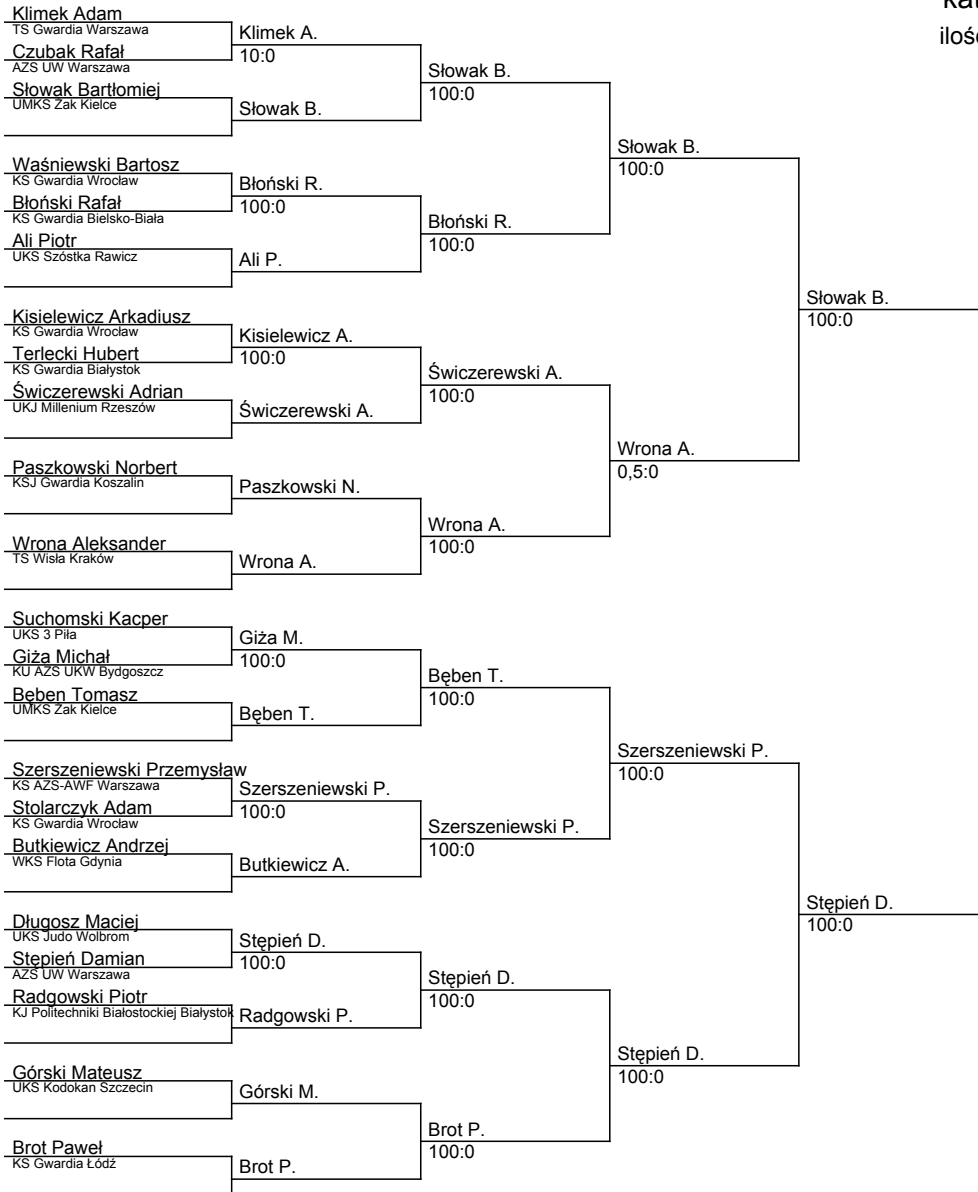 Klimek Adam
TS Gwardia Warszawa
Czubak Rafał
AZS UW Warszawa
Słowak Bartłomiej
UMKS Żak Kielce
Waśniewski Bartosz
KS Gwardia Wrocław
Błoński Rafał
KS Gwardia Bielsko-Biała
Ali Piotr
UKS Szóstka Rawicz
Kisielewicz Arkadiusz
KS Gwardia Wrocław
Terlecki Hubert
KS Gwardia Białystok
Świczerewski Adrian
UKJ Millenium Rzeszów
Paszkowski Norbert
KSJ Gwardia Koszalin
Wrona Aleksander
TS Wisła Kraków
Suchomski Kacper
UKS 3 Piła
Giża Michał
KU AZS UKW Bydgoszcz
Bęben Tomasz
UMKS Żak Kielce
Szerszeniewski Przemysław
KS AZS-AWF Warszawa
Stolarczyk Adam
KS Gwardia Wrocław
Butkiewicz Andrzej
WKS Flota Gdynia
Długosz Maciej
UKS Judo Wolbrom
Stępień Damian
AZS UW Warszawa
Radgowski Piotr
KJ Politechniki Białostockiej Białystok
Górski Mateusz
UKS Kodokan Szczecin
Brot Paweł
KS Gwardia Łódź
Klimek A.
10:0
Słowak B.
Błoński R.
100:0
Ali P.
Kisielewicz A.
100:0
Świczerewski A.
Paszkowski N.
Wrona A.
Giża M.
100:0
Bęben T.
Szerszeniewski P.
100:0
Butkiewicz A.
Stępień D.
100:0
Radgowski P.
Górski M.
Brot P.
Słowak B.
100:0
Błoński R.
100:0
Świczerewski A.
100:0
Wrona A.
100:0
Bęben T.
100:0
Szerszeniewski P.
100:0
Stępień D.
100:0
Brot P.
100:0
Słowak B.
100:0
Wrona A.
0,5:0
Szerszeniewski P.
100:0
Stępień D.
100:0
Słowak B.
100:0
Stępień D.
100:0